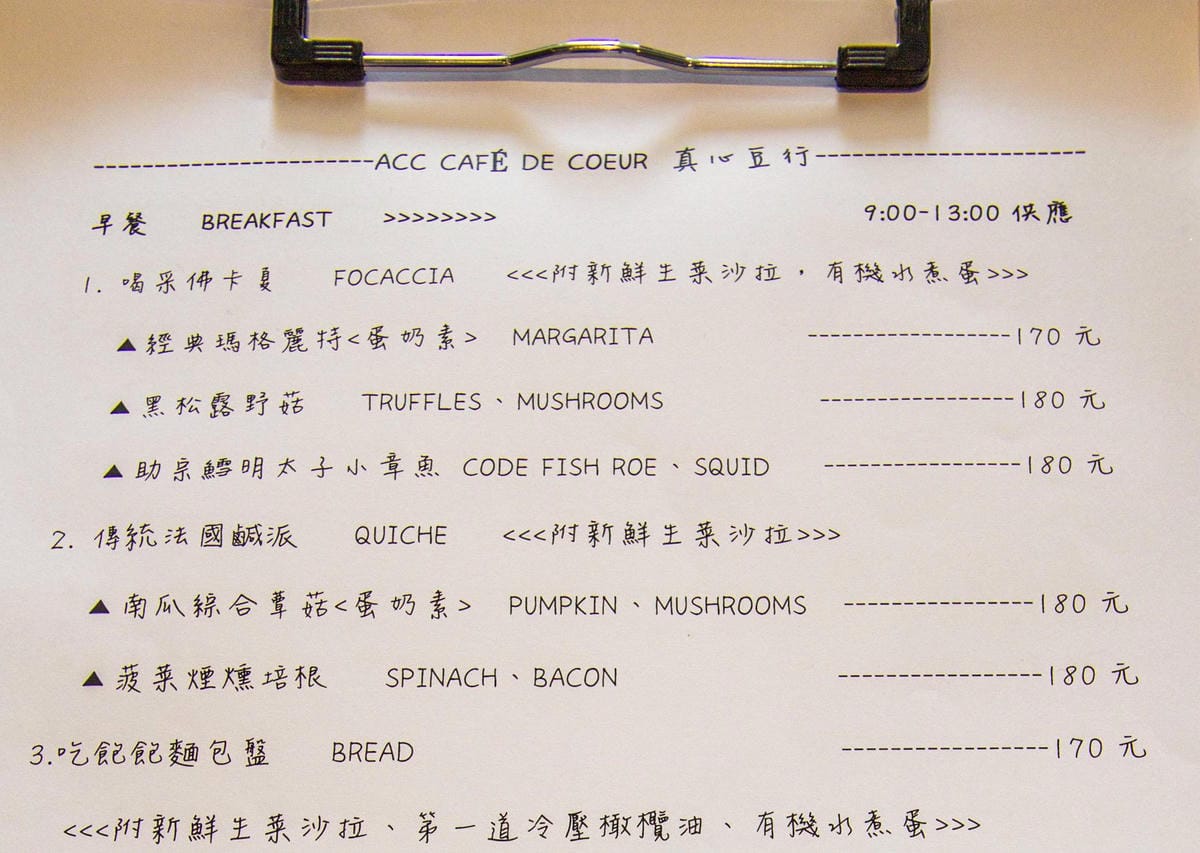 ----------------------ACC CAFÉ DE COEUR 真心豆行----------------------
早餐 BREAKFAST >>>>>>>> 9:00-13:00 供應
1. 喝采佛卡夏 FOCACCIA <<<附新鮮生菜沙拉，有機水煮蛋>>>
▲經典瑪格麗特<蛋奶素> MARGARITA -----------------170 元
▲黑松露野菇 TRUFFLES、MUSHROOMS -----------------180 元
▲助宗鱈明太子小章魚 CODE FISH ROE、SQUID -----------------180 元
2. 傳統法國鹹派 QUICHE <<<附新鮮生菜沙拉>>>
▲南瓜綜合蕈菇<蛋奶素> PUMPKIN、MUSHROOMS ----------------180 元
▲菠菜煙燻培根 SPINACH、BACON -----------------180 元
3.吃飽飽麵包盤 BREAD -----------------170 元
<<<附新鮮生菜沙拉、第一道冷壓橄欖油、有機水煮蛋>>>